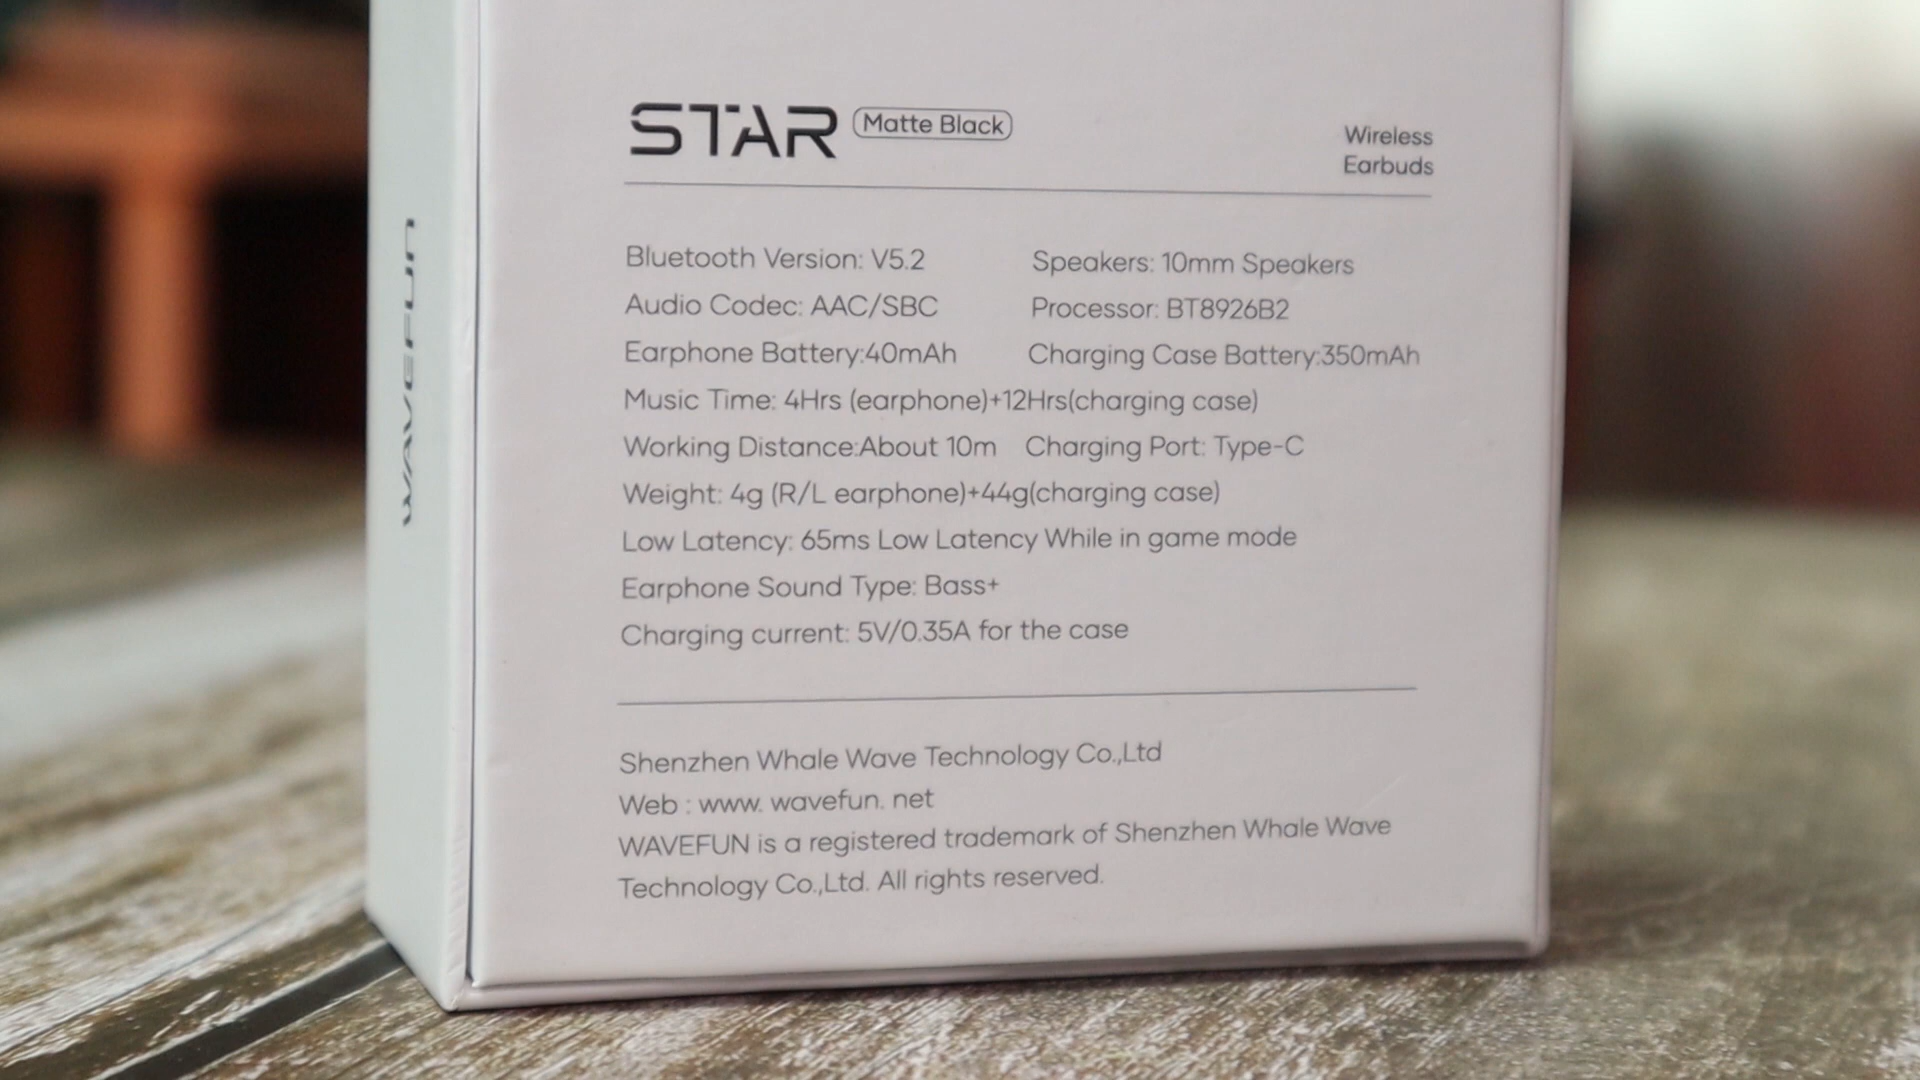 STAR Matte Black
Wireless
Earbuds
Bluetooth Version: V5.2 Speakers: 10mm Speakers
Audio Codec: AAC/SBC Processor: BT8926B2
Earphone Battery:40mAh Charging Case Battery:350mAh
Music Time: 4Hrs (earphone)+12Hrs(charging case)
Working Distance:About 10m Charging Port: Type-C
Weight: 4g (R/L earphone)+44g(charging case)
Low Latency: 65ms Low Latency While in game mode
Earphone Sound Type: Bass+
Charging current: 5V/0.35A for the case
Shenzhen Whale Wave Technology Co.,Ltd
Web : www. wavefun. net
WAVEFUN is a registered trademark of Shenzhen Whale Wave
Technology Co.,Ltd. All rights reserved.
WAVEFUN